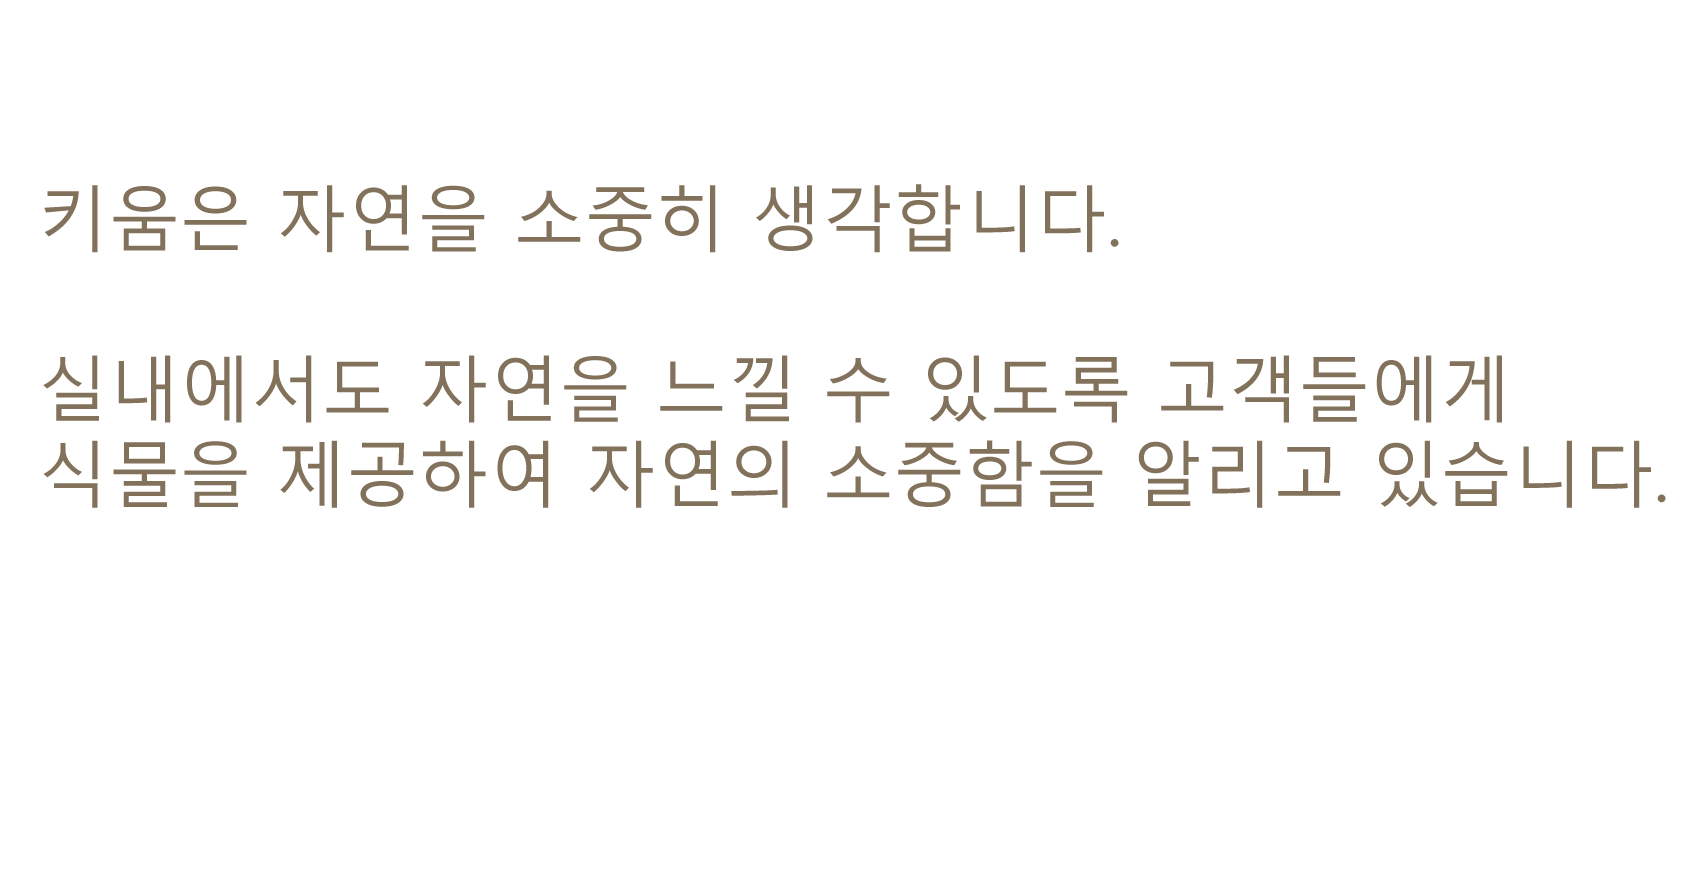 키움은 자연을 소중히 생각합니다.
실내에서도 자연을 느낄 수 있도록 고객들에게
식물을 제공하여 자연의 소중함을 알리고 있습니다.